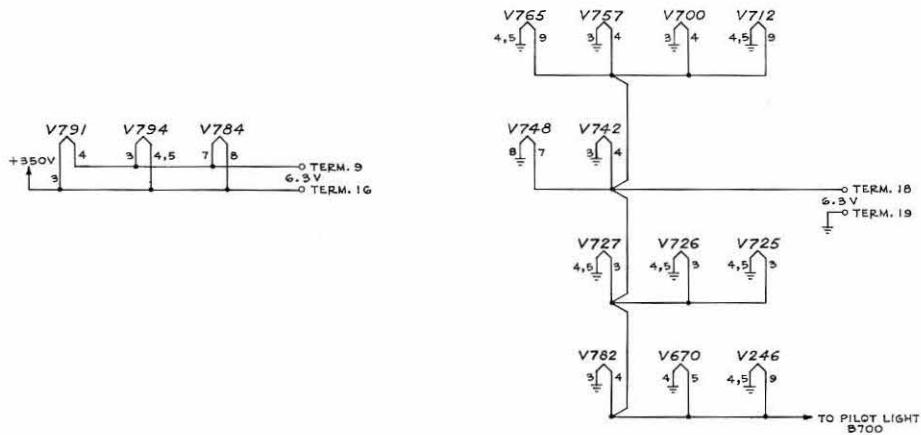 V765 V757 V700 V712
4,5 9 3 4 3 4 4,5 9
V791 V794 V784
V748 V742
+350V 4 3 4,5 7 8
8 7 3 4
3
TERM. 9
6.3V
TERM. 16
TERM. 18
6.3V
TERM. 19
V727 V726 V725
4,5 3 4,5 3 4,5 3
V782 V670 V246
3 4 4 5 4,5 9
TO PILOT LIGHT
B700